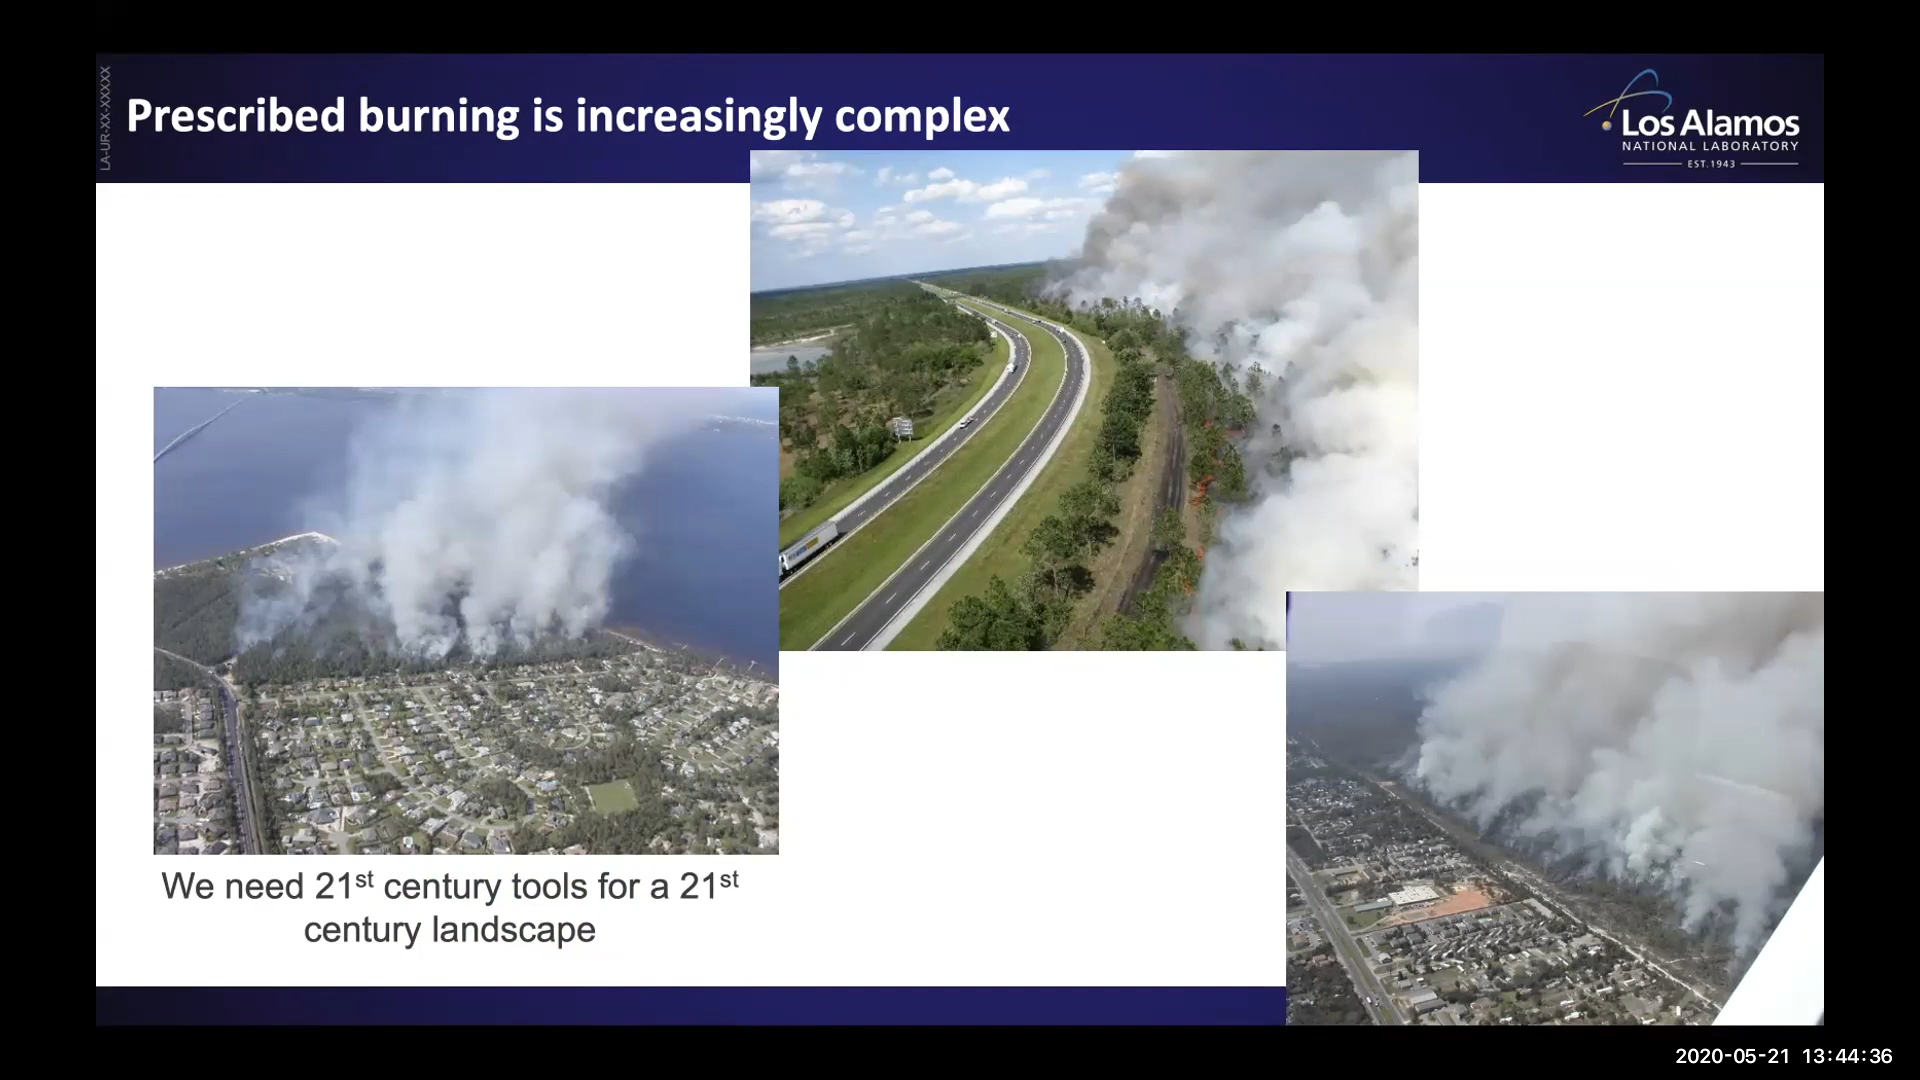 LA-UR-XX-XXXXX
Prescribed burning is increasingly complex
Los Alamos
NATIONAL LABORATORY
EST.1943
We need 21st century tools for a 21st
century landscape
2020-05-21 13:44:36